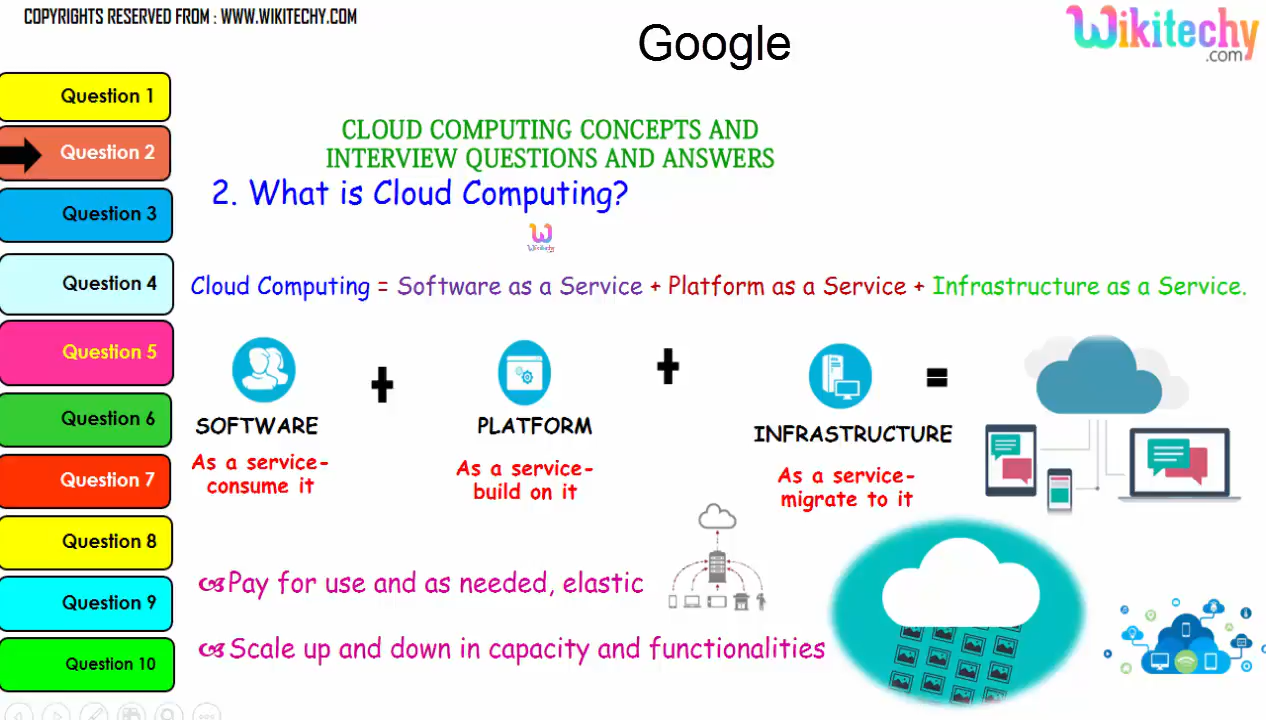 COPYRIGHTS RESERVED FROM : WWW.WIKITECHY.COM
Google
Wikitechy
.com
Question 1
Question 2
Question 3
Question 4
Question 5
Question 6
Question 7
Question 8
Question 9
Question 10
CLOUD COMPUTING CONCEPTS AND
INTERVIEW QUESTIONS AND ANSWERS
2. What is Cloud Computing?
W
Wikitechy
Cloud Computing = Software as a Service + Platform as a Service + Infrastructure as a Service.
+
+
=
SOFTWARE
PLATFORM
INFRASTRUCTURE
As a service-
consume it
As a service-
build on it
As a service-
migrate to it
Pay for use and as needed, elastic
Scale up and down in capacity and functionalities